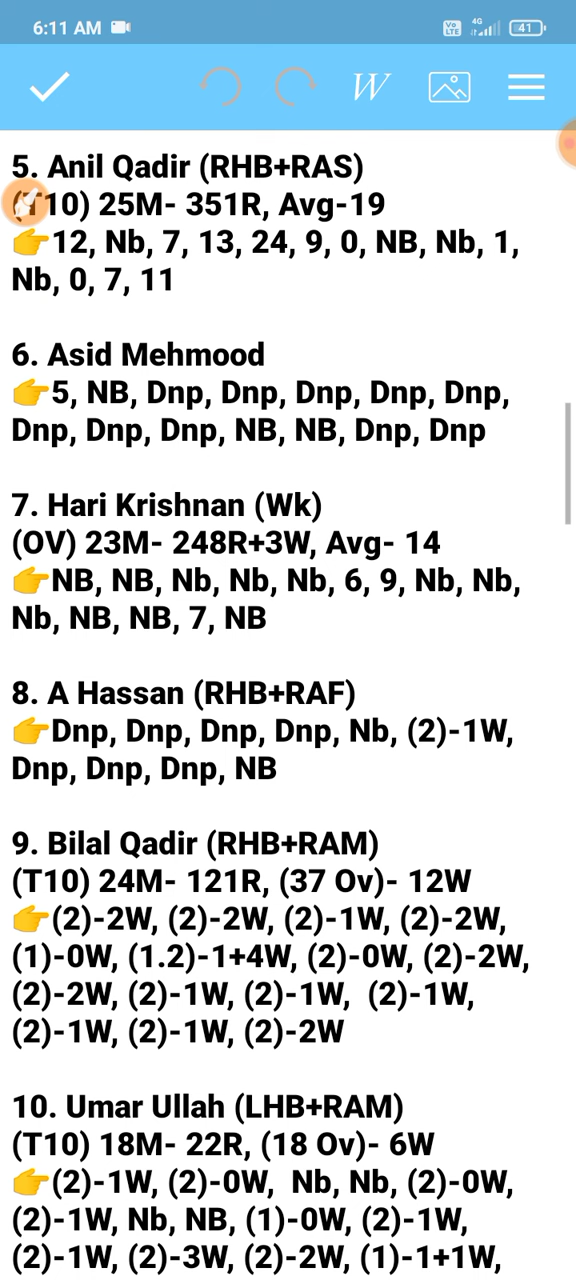 6:11 AM
Vo LTE 4G 41
W
5. Anil Qadir (RHB+RAS)
(T10) 25M- 351R, Avg-19
👉12, Nb, 7, 13, 24, 9, 0, NB, Nb, 1,
Nb, 0, 7, 11
6. Asid Mehmood
👉5, NB, Dnp, Dnp, Dnp, Dnp, Dnp,
Dnp, Dnp, Dnp, NB, NB, Dnp, Dnp
7. Hari Krishnan (Wk)
(OV) 23M- 248R+3W, Avg- 14
👉NB, NB, Nb, Nb, Nb, 6, 9, Nb, Nb,
Nb, NB, NB, 7, NB
8. A Hassan (RHB+RAF)
👉Dnp, Dnp, Dnp, Dnp, Nb, (2)-1W,
Dnp, Dnp, Dnp, NB
9. Bilal Qadir (RHB+RAM)
(T10) 24M- 121R, (37 Ov)- 12W
👉(2)-2W, (2)-2W, (2)-1W, (2)-2W,
(1)-0W, (1.2)-1+4W, (2)-0W, (2)-2W,
(2)-2W, (2)-1W, (2)-1W,  (2)-1W,
(2)-1W, (2)-1W, (2)-2W
10. Umar Ullah (LHB+RAM)
(T10) 18M- 22R, (18 Ov)- 6W
👉(2)-1W, (2)-0W,  Nb, Nb, (2)-0W,
(2)-1W, Nb, NB, (1)-0W, (2)-1W,
(2)-1W, (2)-3W, (2)-2W, (1)-1+1W,